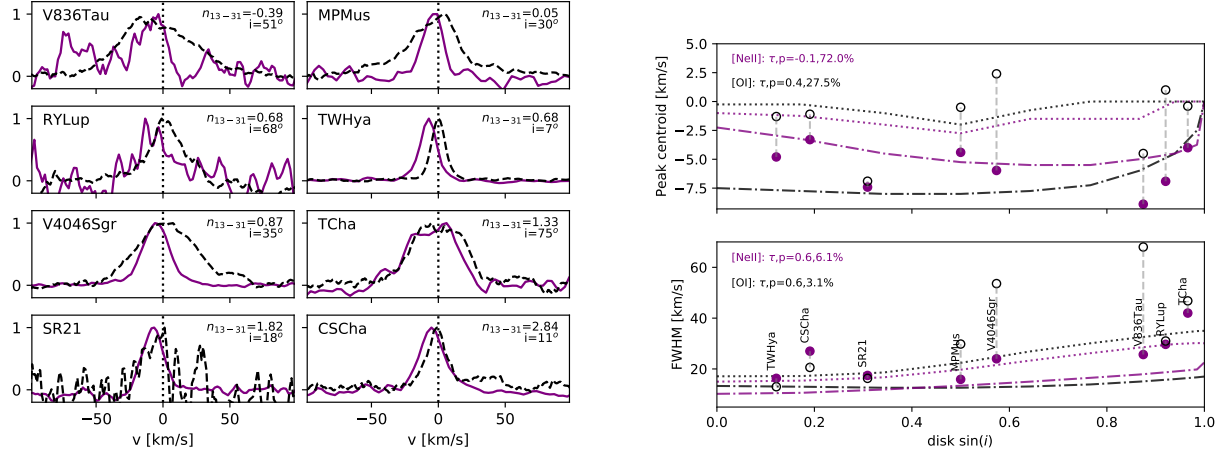 V836Tau
n13−31=-0.39
i=51°
MPMus
n13−31=0.05
i=30°
1
0
RYLup
n13−31=0.68
i=68°
TWHya
n13−31=0.68
i=7°
1
0
V4046Sgr
n13−31=0.87
i=35°
TCha
n13−31=1.33
i=75°
1
0
SR21
n13−31=1.82
i=18°
CSCha
n13−31=2.84
i=11°
1
0
−50 0 50
−50 0 50
v [km/s]
v [km/s]
Peak centroid [km/s]
5.0
2.5
0.0
−2.5
−5.0
−7.5
[NeII]: τ,p=-0.1,72.0%
[OI]: τ,p=0.4,27.5%
FWHM [km/s]
60
40
20
[NeII]: τ,p=0.6,6.1%
[OI]: τ,p=0.6,3.1%
TWHya
CSCha
SR21
MPMus
V4046Sgr
V836Tau
RYLup
TCha
0.0 0.2 0.4 0.6 0.8 1.0
disk sin(i)